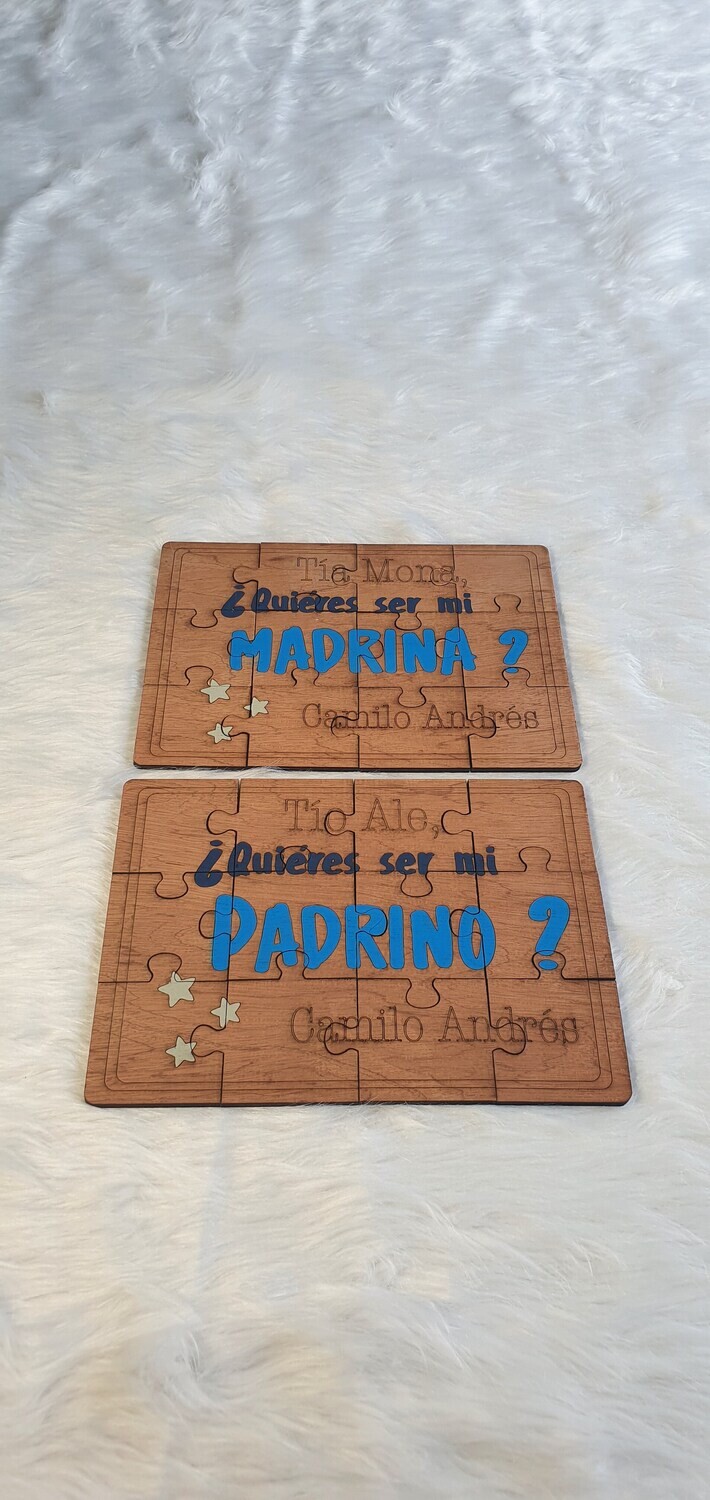 Tía Mona,
¿Quiéres ser mi
MADRINA ?
Camilo Andrés
Tío Ale,
¿Quiéres ser mi
PADRINO ?
Camilo Andrés